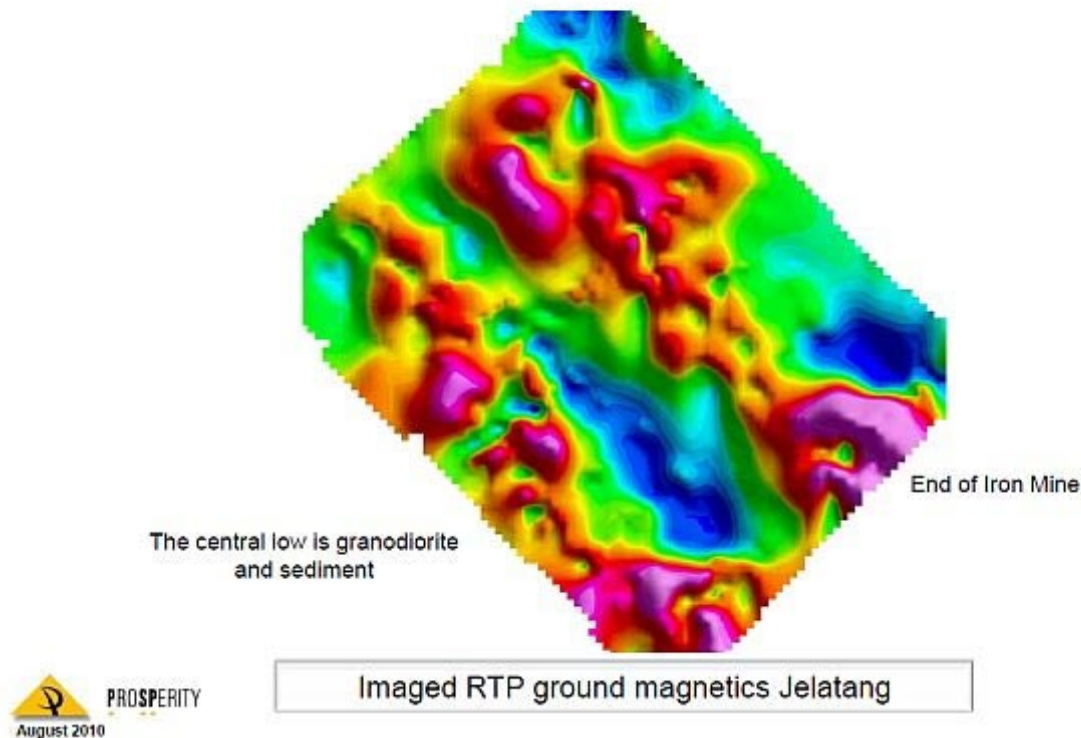 End of Iron Mine
The central low is granodiorite
and sediment
Imaged RTP ground magnetics Jelatang
PROSPERITY
August 2010